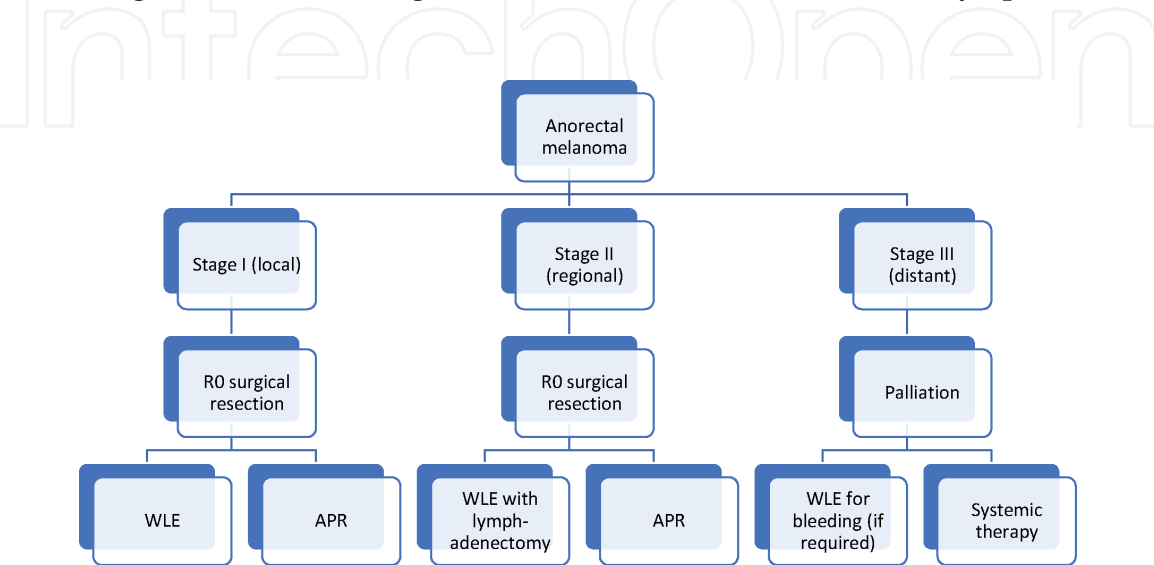 IntechOpen
Anorectal
melanoma
Stage I (local)
Stage II
(regional)
Stage III
(distant)
R0 surgical
resection
R0 surgical
resection
Palliation
WLE
APR
WLE with
lymph-
adenectomy
APR
WLE for
bleeding (if
required)
Systemic
therapy